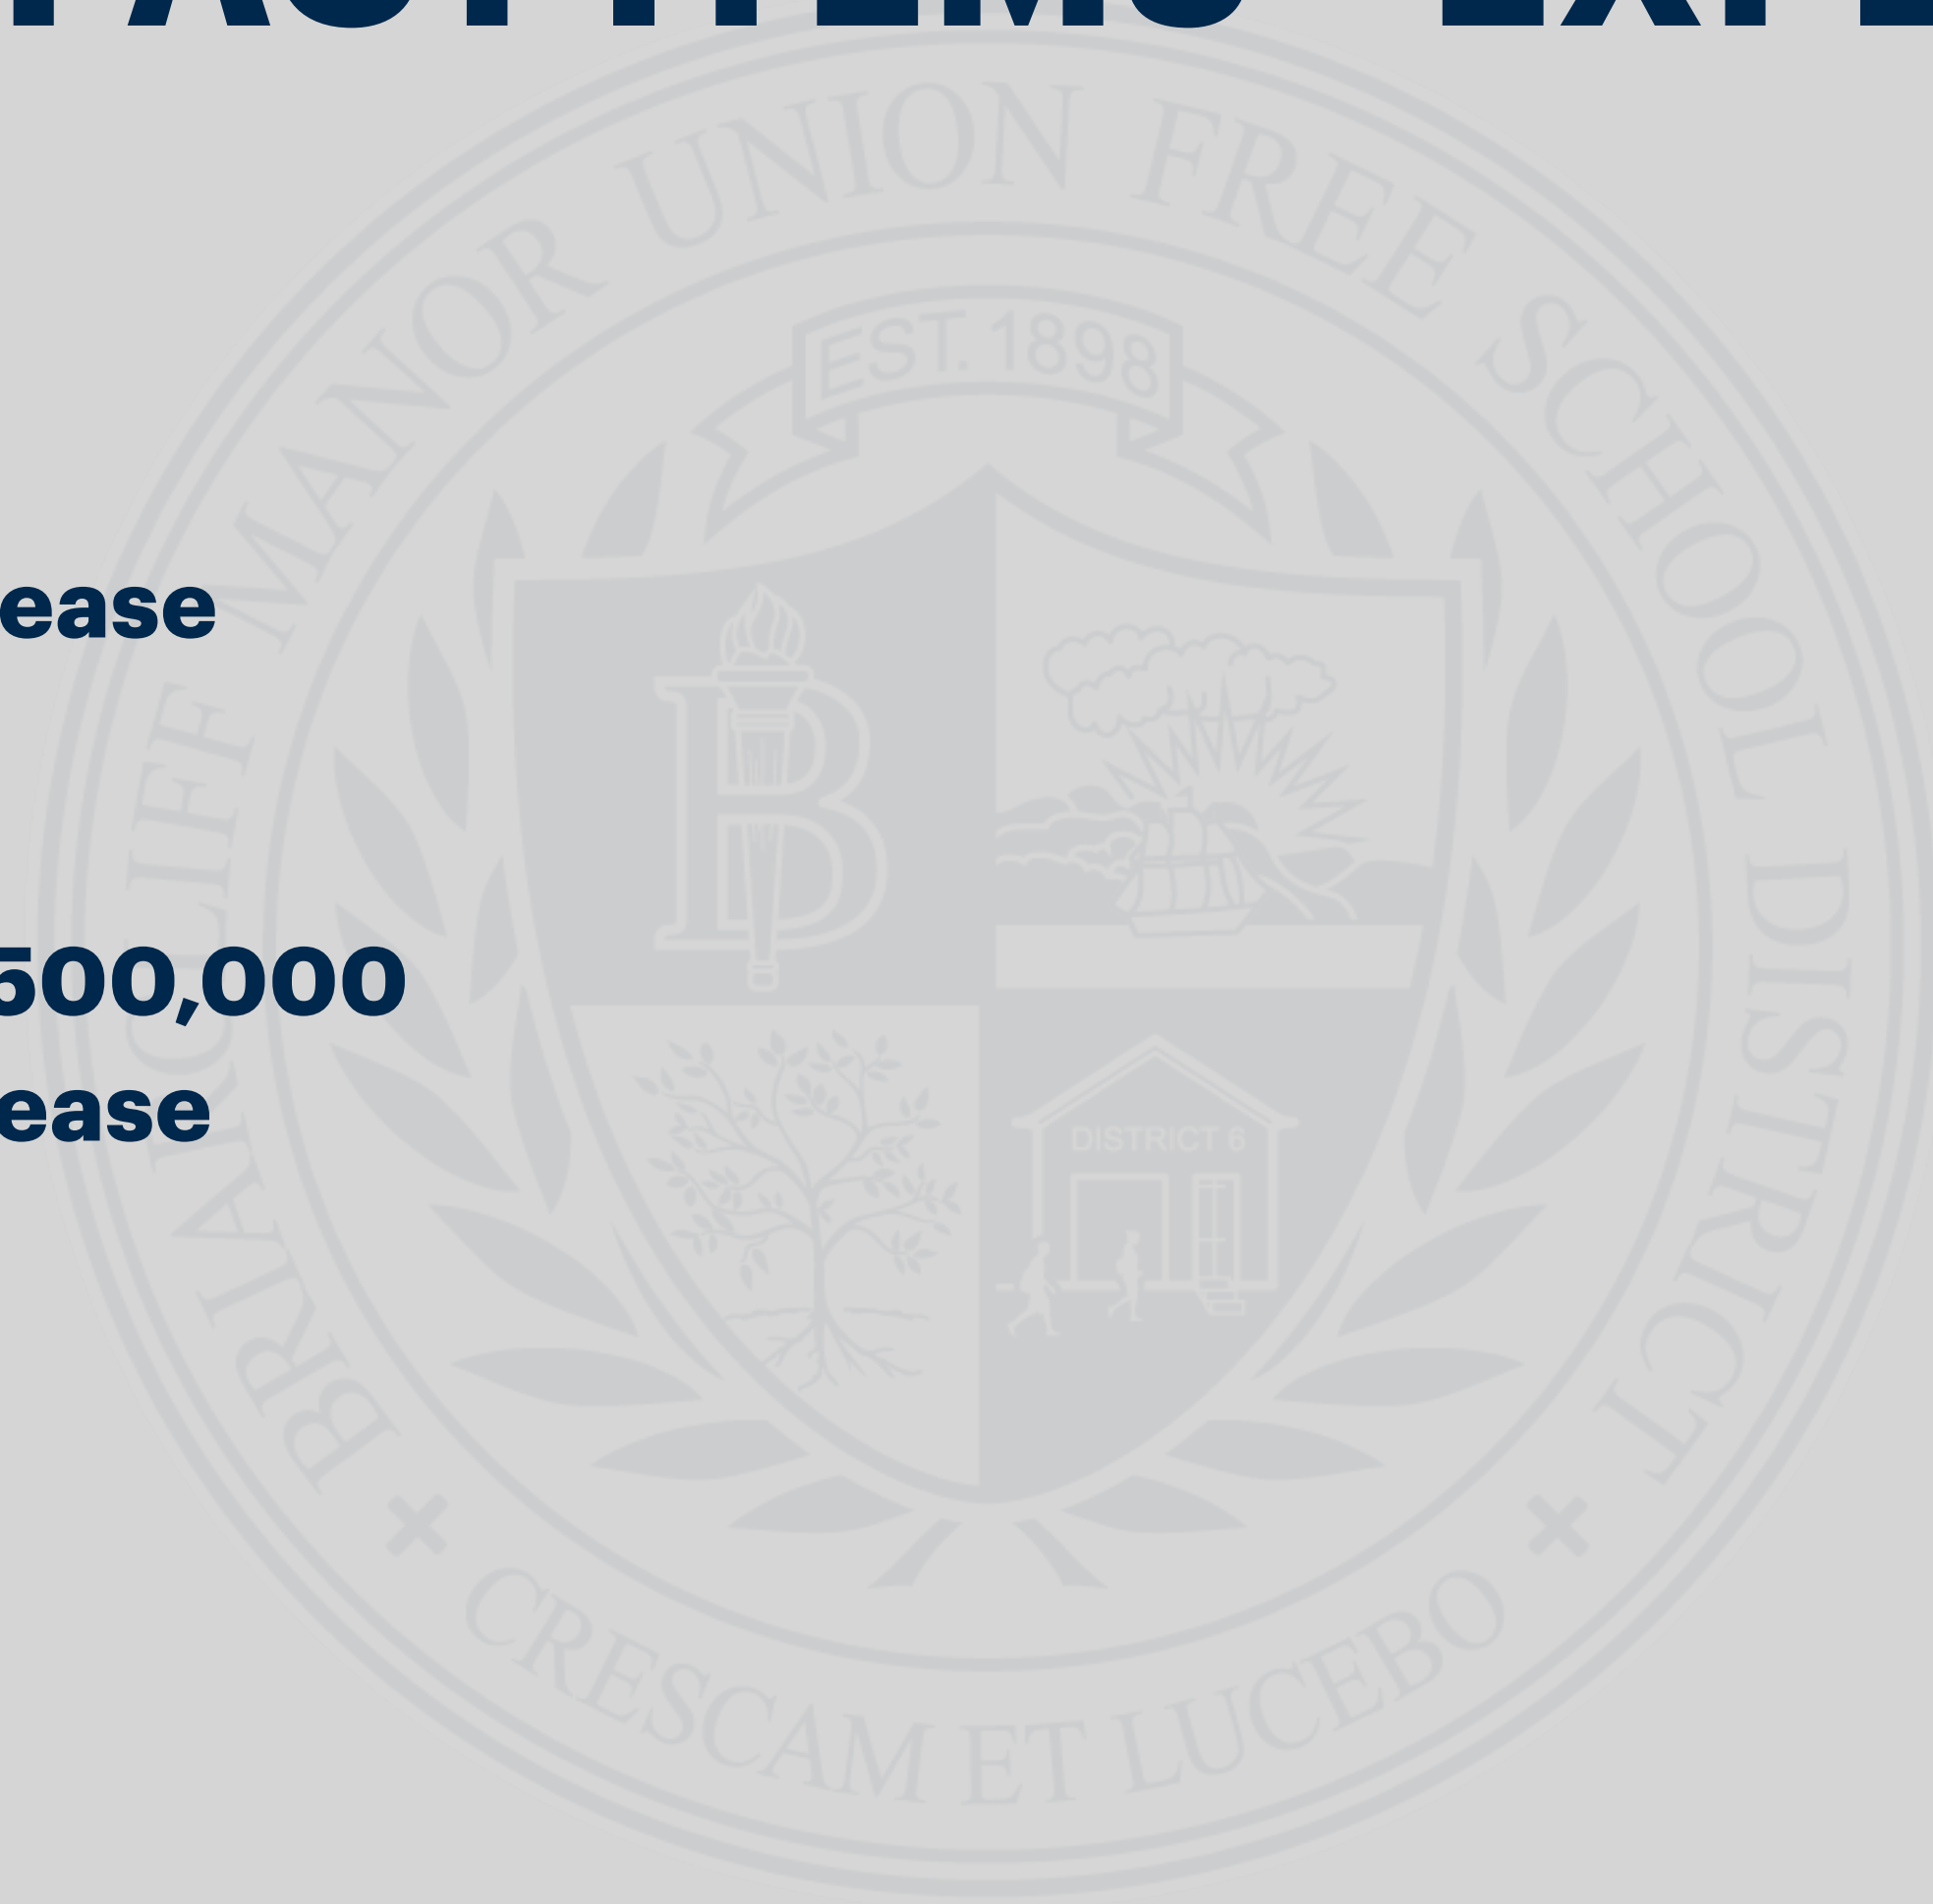 BRIARCLIFF MANOR UNION FREE SCHOOL DISTRICT
EST. 1898
ease
500,000
ease
DISTRICT 6
CRESCAM ET LUCEBO